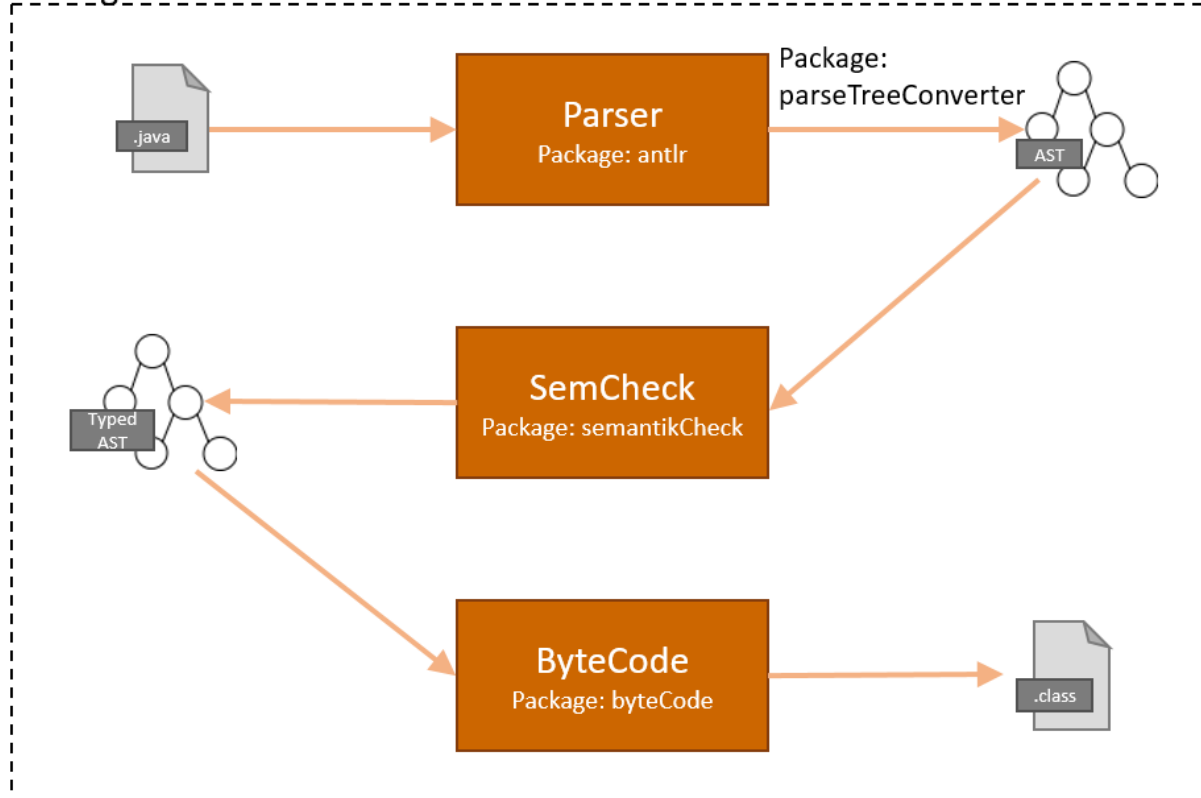 .java
Parser
Package: antlr
Package:
parseTreeConverter
AST
Typed
AST
SemCheck
Package: semantikCheck
ByteCode
Package: byteCode
.class